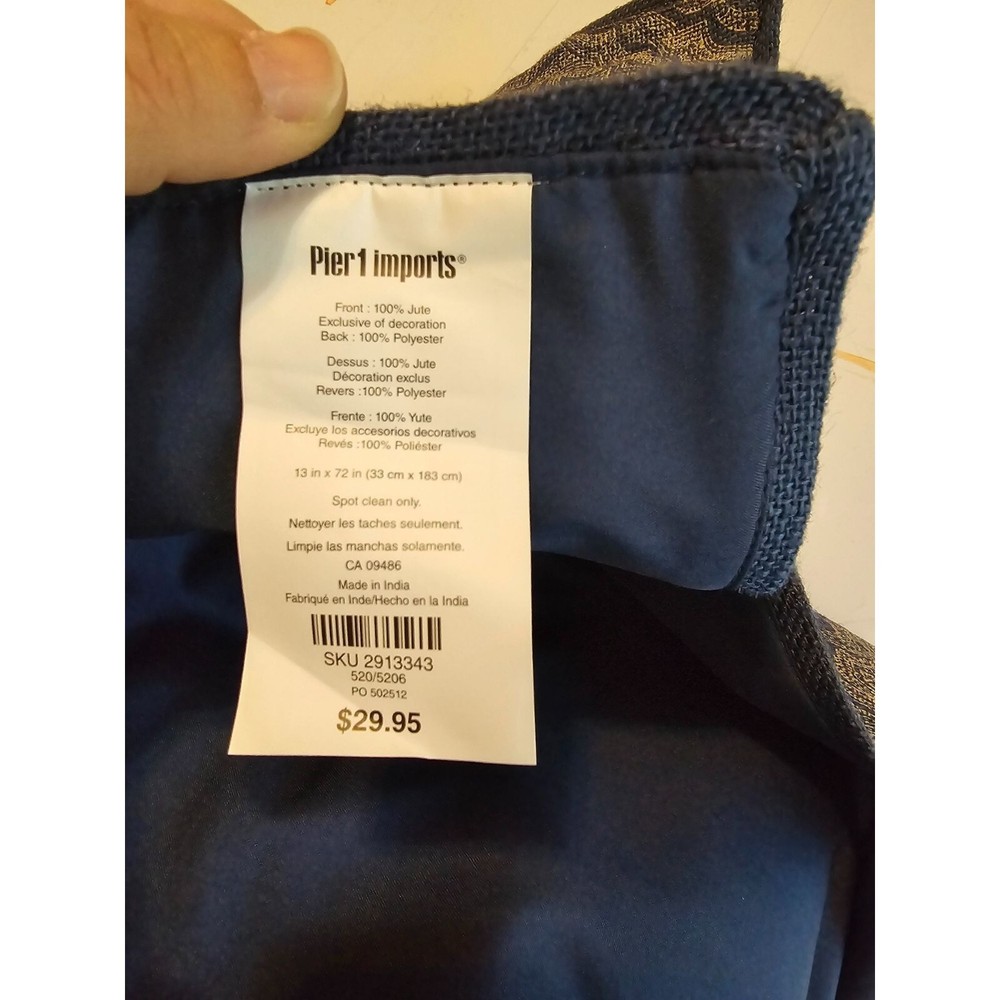 Pier 1 imports®
Front : 100% Jute
Exclusive of decoration
Back : 100% Polyester
Dessus : 100% Jute
Décoration exclus
Revers :100% Polyester
Frente : 100% Yute
Excluye los accesorios decorativos
Revés :100% Poliéster
13 in x 72 in (33 cm x 183 cm)
Spot clean only.
Nettoyer les taches seulement.
Limpie las manchas solamente.
CA 09486
Made in India
Fabriqué en Inde/Hecho en la India
SKU 2913343
520/5206
PO 502512
$29.95